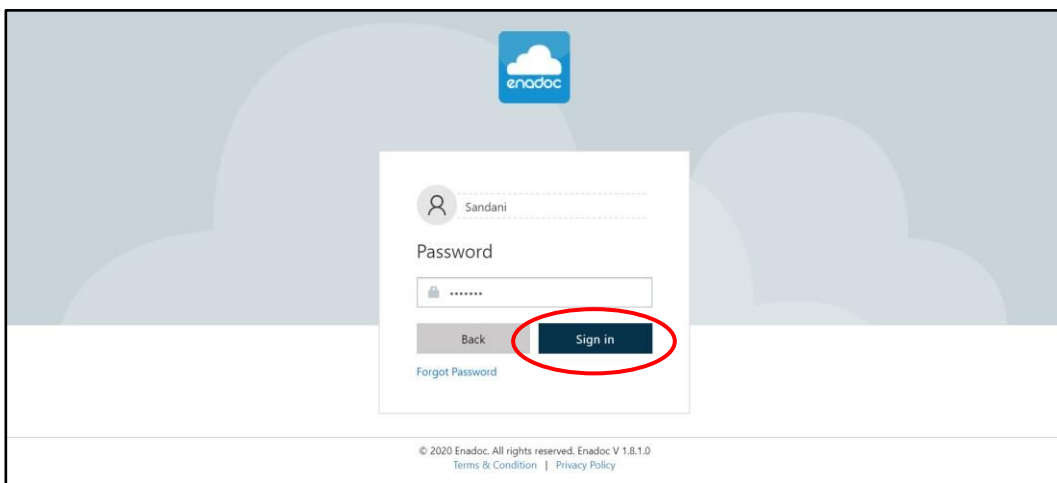 enadoc
Sandani
Password
.......
Back Sign in
Forgot Password
© 2020 Enadoc. All rights reserved. Enadoc V 1.8.1.0
Terms & Condition | Privacy Policy